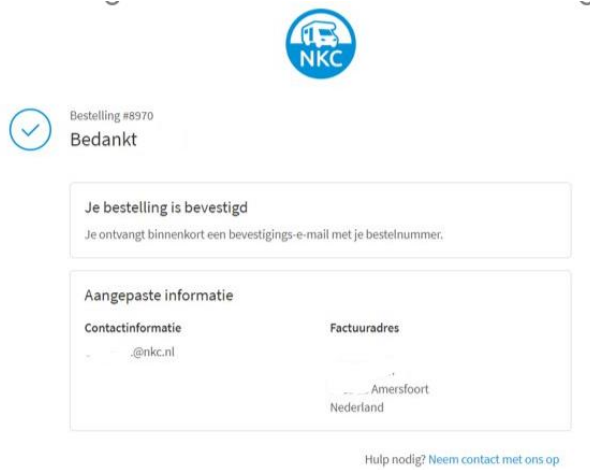 NKC
Bestelling #8970
Bedankt
Je bestelling is bevestigd
Je ontvangt binnenkort een bevestigings-e-mail met je bestelnummer.
Aangepaste informatie
Contactinformatie
Factuuradres
.@nkc.nl
Amersfoort
Nederland
Hulp nodig? Neem contact met ons op